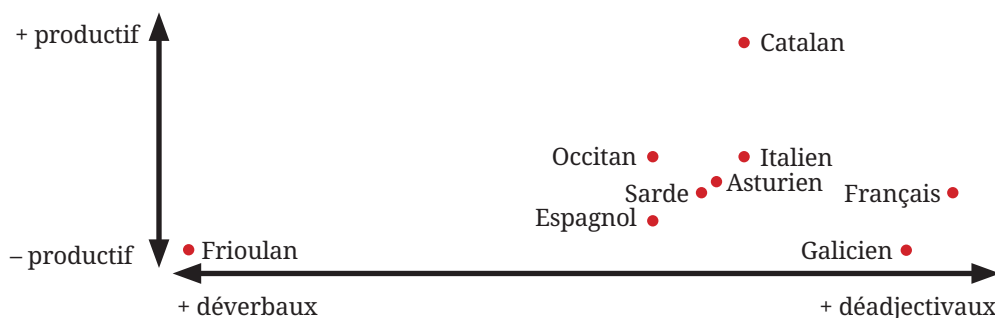 + productif
Catalan
Occitan
Italien
Asturien
Sarde
Français
Espagnol
Frioulan
Galicien
– productif
+ déverbaux
+ déadjectivaux